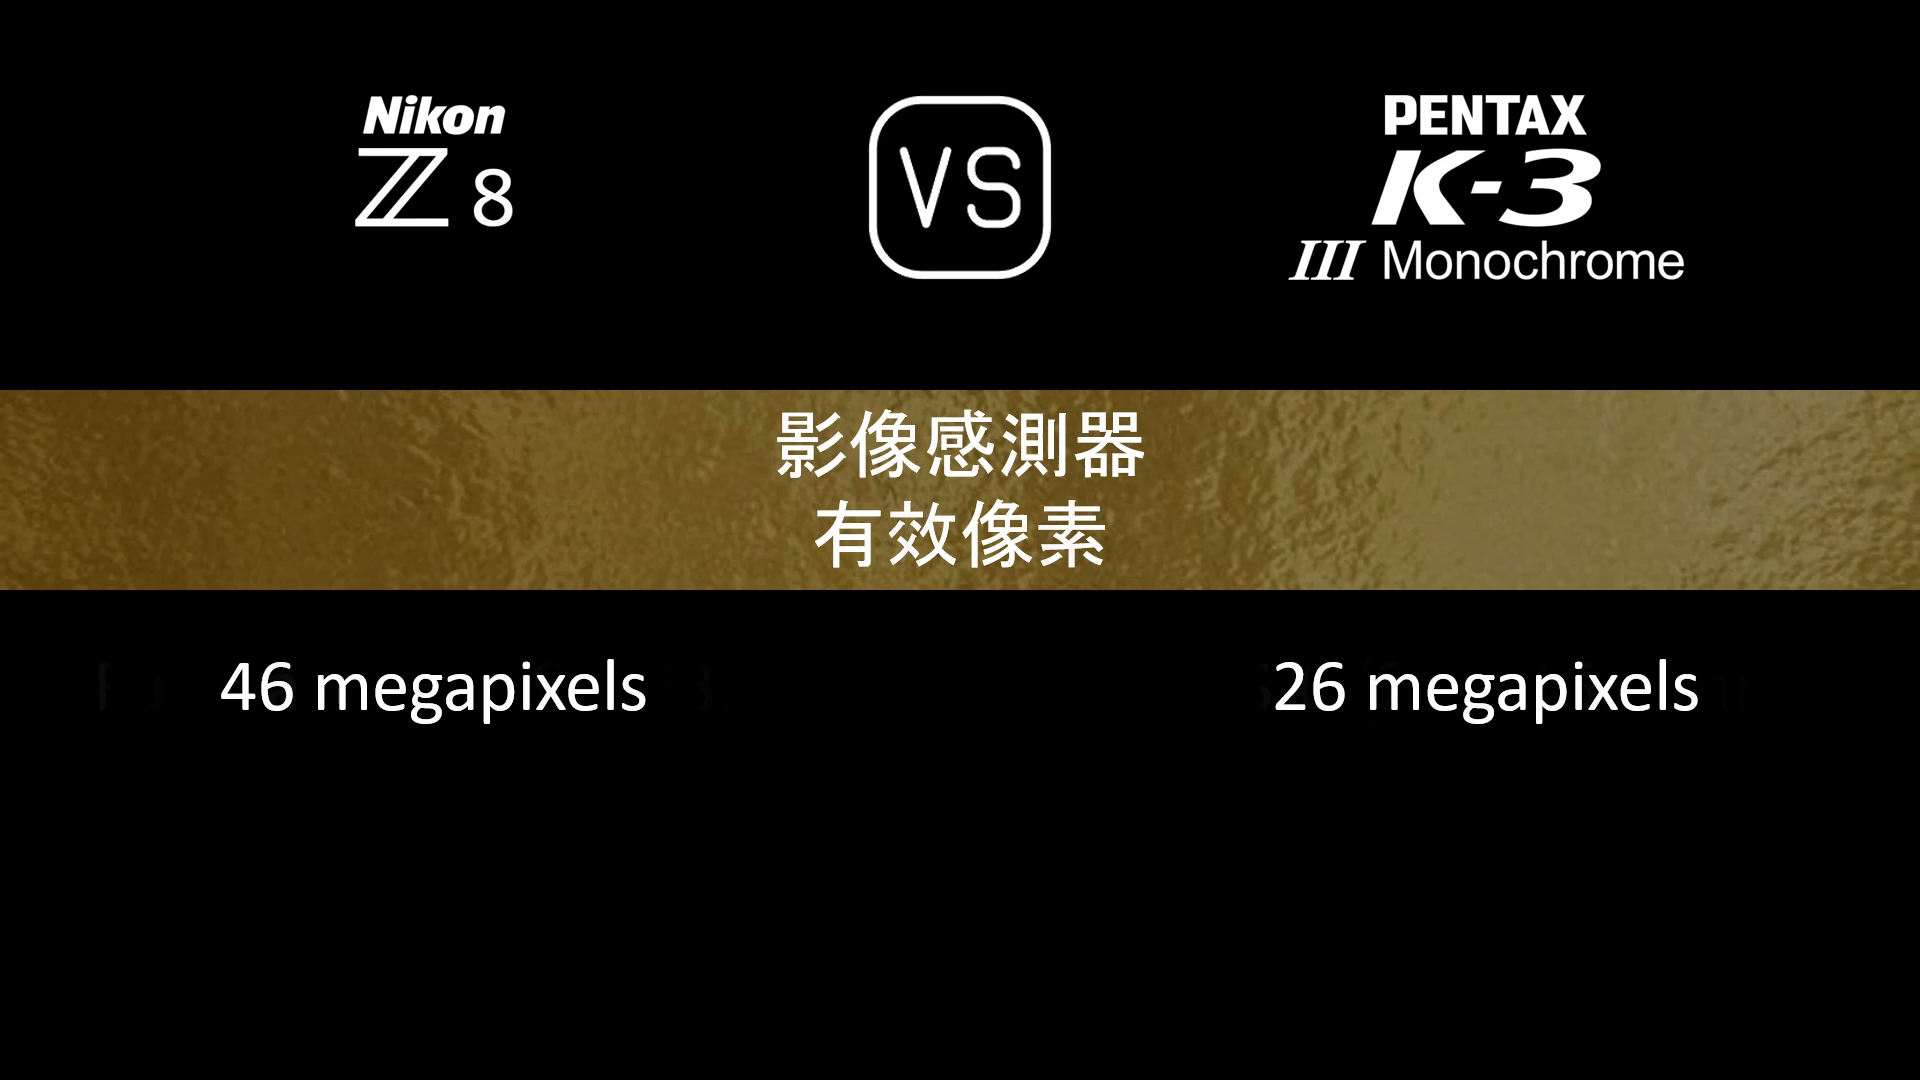 Nikon
Z 8
VS
PENTAX
K-3
III Monochrome
影像感測器
有效像素
46 megapixels
26 megapixels